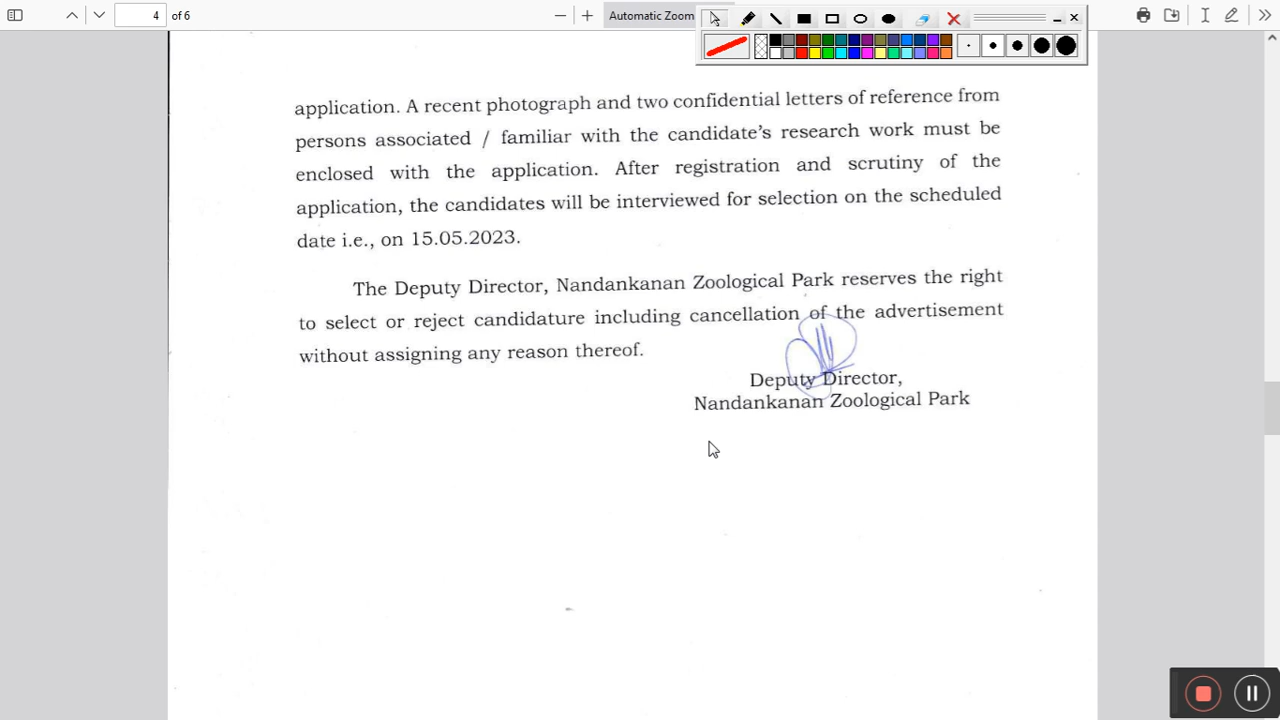 4 of 6
Automatic Zoom
application. A recent photograph and two confidential letters of reference from
persons associated / familiar with the candidate's research work must be
enclosed with the application. After registration and scrutiny of the
application, the candidates will be interviewed for selection on the scheduled
date i.e., on 15.05.2023.
The Deputy Director, Nandankanan Zoological Park reserves the right
to select or reject candidature including cancellation of the advertisement
without assigning any reason thereof.
Deputy Director,
Nandankanan Zoological Park